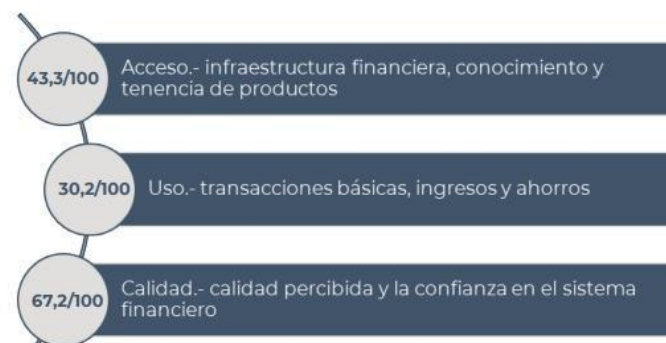 43,3/100
Acceso.- infraestructura financiera, conocimiento y
tenencia de productos
30,2/100
Uso.- transacciones básicas, ingresos y ahorros
67,2/100
Calidad.- calidad percibida y la confianza en el sistema
financiero